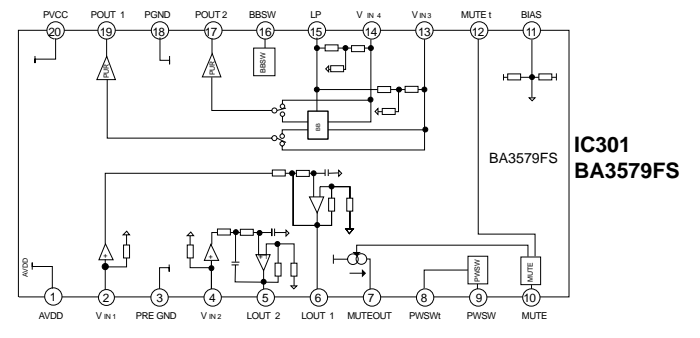 PVCC POUT 1 PGND POUT 2 BBSW LP V IN 4 V IN 3 MUTE t BIAS
20 19 18 17 16 15 14 13 12 11
PUR PUR BBSW
BB
BA3579FS
IC301
BA3579FS
AVDD
PWSW MUTE
1 2 3 4 5 6 7 8 9 10
AVDD V IN 1 PRE GND V IN 2 LOUT 2 LOUT 1 MUTEOUT PWSWt PWSW MUTE